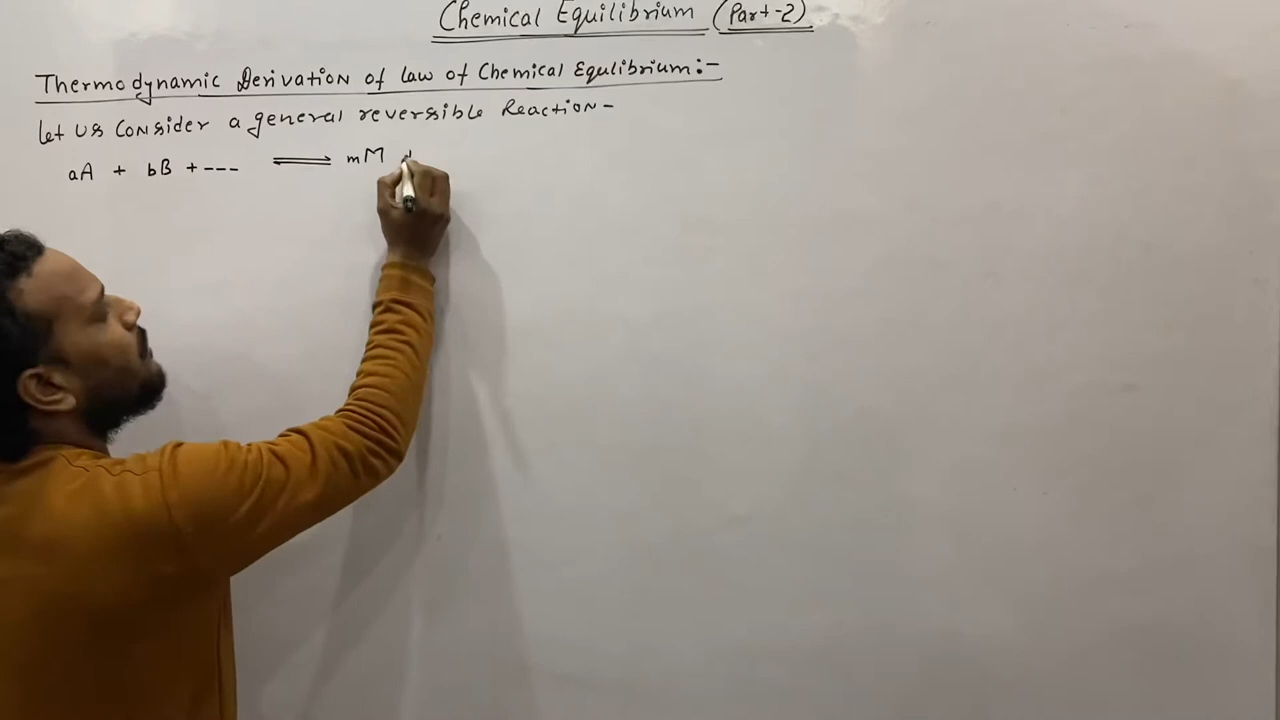 Chemical Equilibrium (Part-2)
Thermodynamic Derivation of Law of Chemical Equlibrium:-
Let us Consider a general reversible Reaction-
aA + bB + --- ⇌ mM +